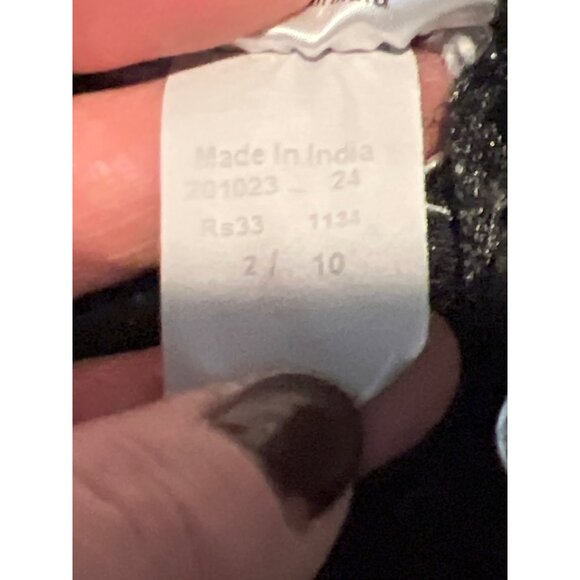 Made In India
201023 _ 24
Rs33 1134
2 / 10